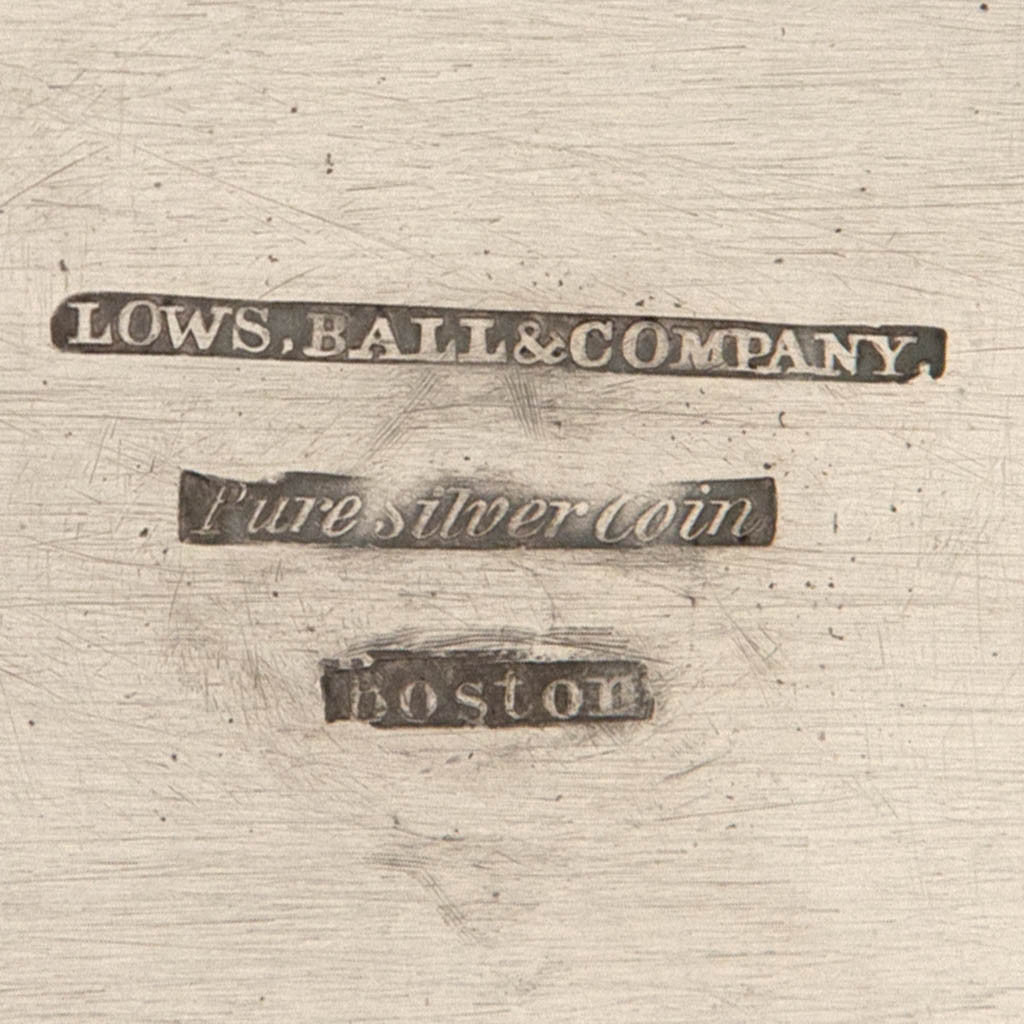 LOWS, BALL & COMPANY.
Pure Silver Coin
Boston